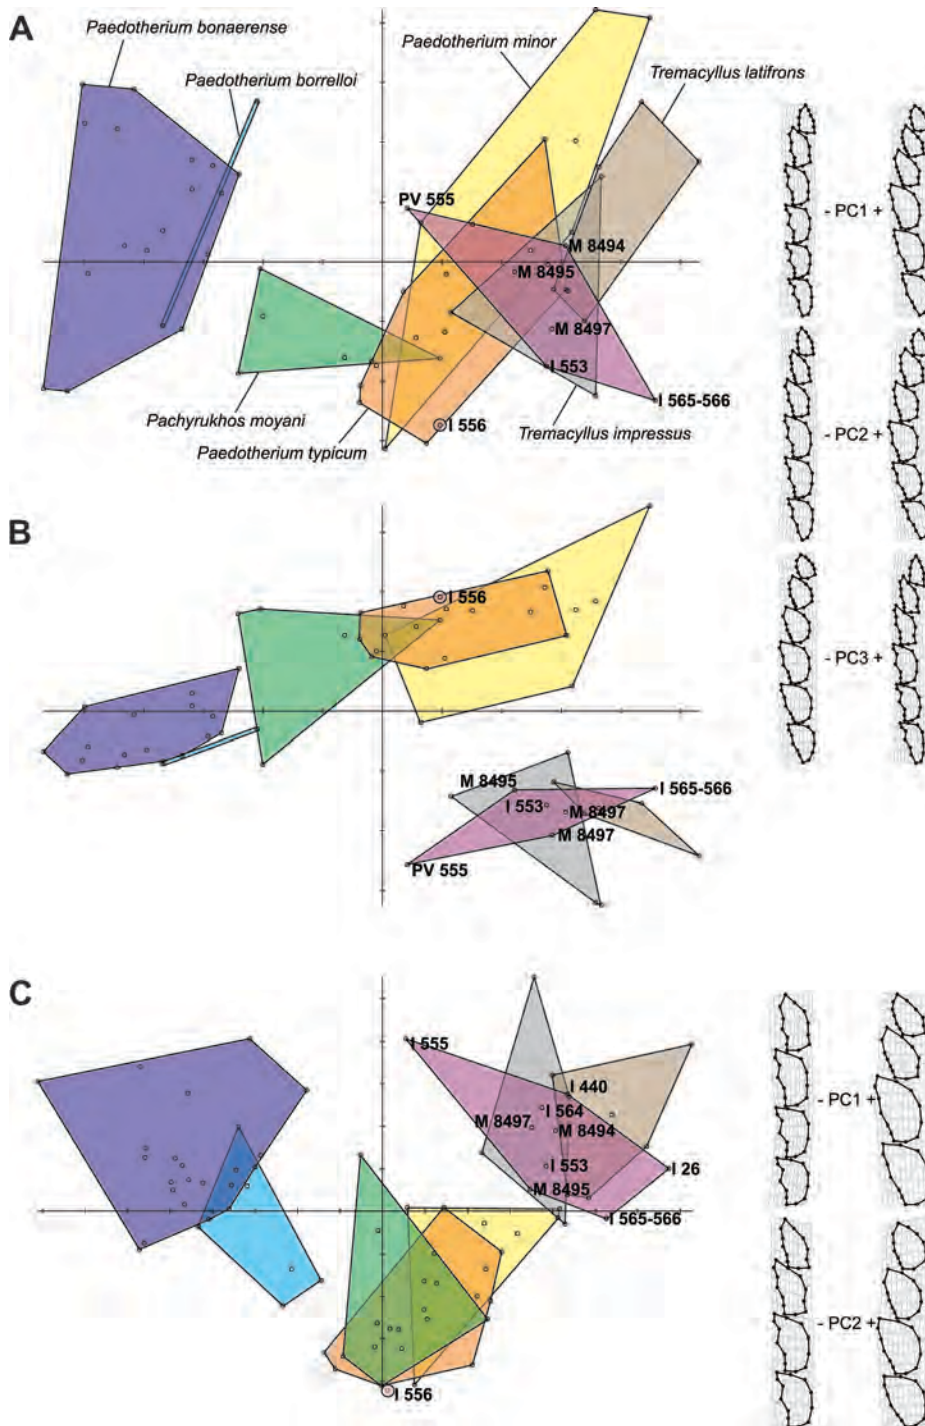 A
Paedotherium bonaerense
Paedotherium borrelloi
Paedotherium minor
Tremacyllus latifrons
PV 555
M 8494
M 8495
M 8497
I 553
I 565-566
Pachyrukhos moyani
Paedotherium typicum
I 556
Tremacyllus impressus
- PC1 +
- PC2 +
B
I 556
M 8495
I 565-566
I 553
M 8497
M 8497
PV 555
- PC3 +
C
I 555
I 440
I 564
M 8497
M 8494
I 553
I 26
M 8495
I 565-566
I 556
- PC1 +
- PC2 +